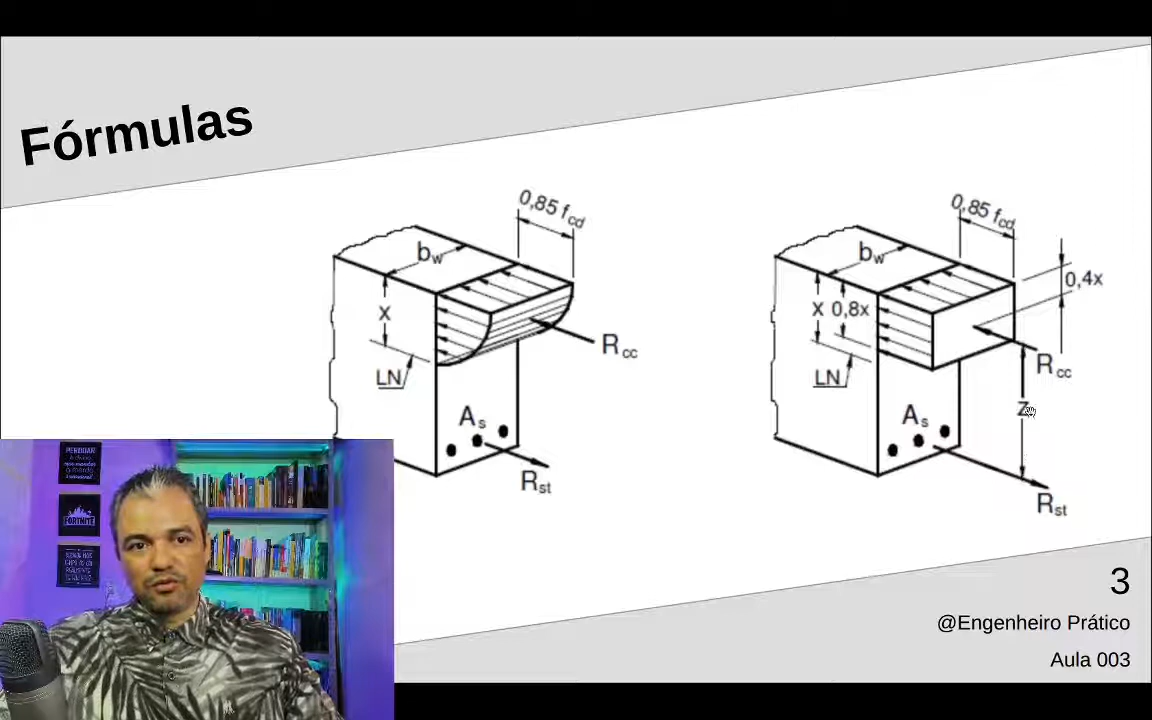 Fórmulas
0,85 fcd
bw
x
LN
Rcc
As
Rst
0,85 fcd
bw
0,4x
x 0,8x
LN
Rcc
z
As
Rst
FORTNITE
3
@Engenheiro Prático
Aula 003